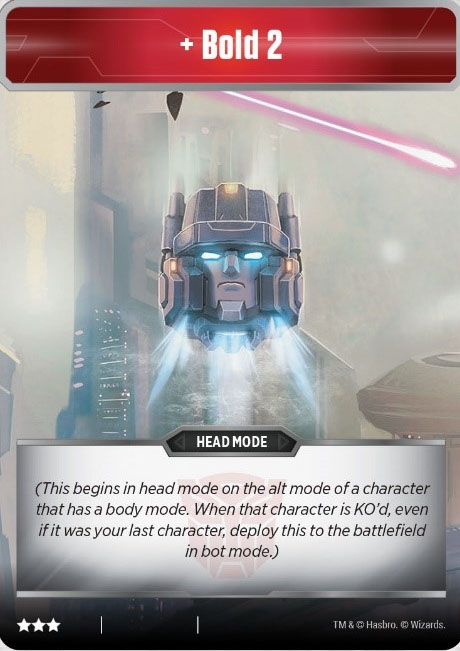 + Bold 2
HEAD MODE
(This begins in head mode on the alt mode of a character
that has a body mode. When that character is KO'd, even
if it was your last character, deploy this to the battlefield
in bot mode.)
TM & © Hasbro. © Wizards.